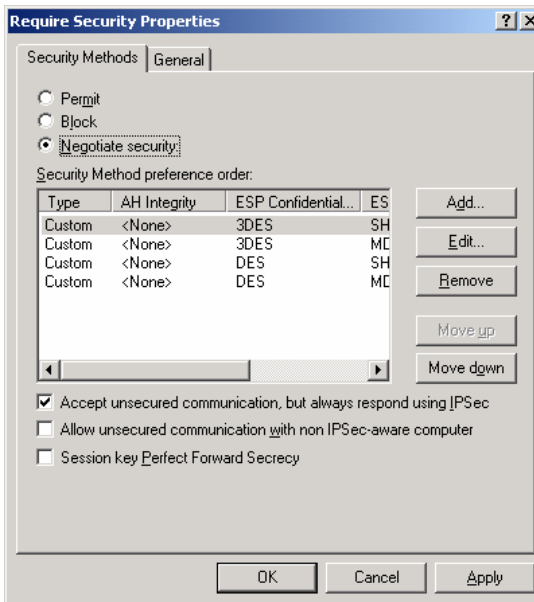 Require Security Properties
Security Methods General
Permit
Block
Negotiate security:
Security Method preference order:
Type AH Integrity ESP Confidential... ES
Custom <None> 3DES SH
Custom <None> 3DES MD
Custom <None> DES SH
Custom <None> DES MD
Add...
Edit...
Remove
Move up
Move down
Accept unsecured communication, but always respond using IPSec
Allow unsecured communication with non IPSec-aware computer
Session key Perfect Forward Secrecy
OK Cancel Apply